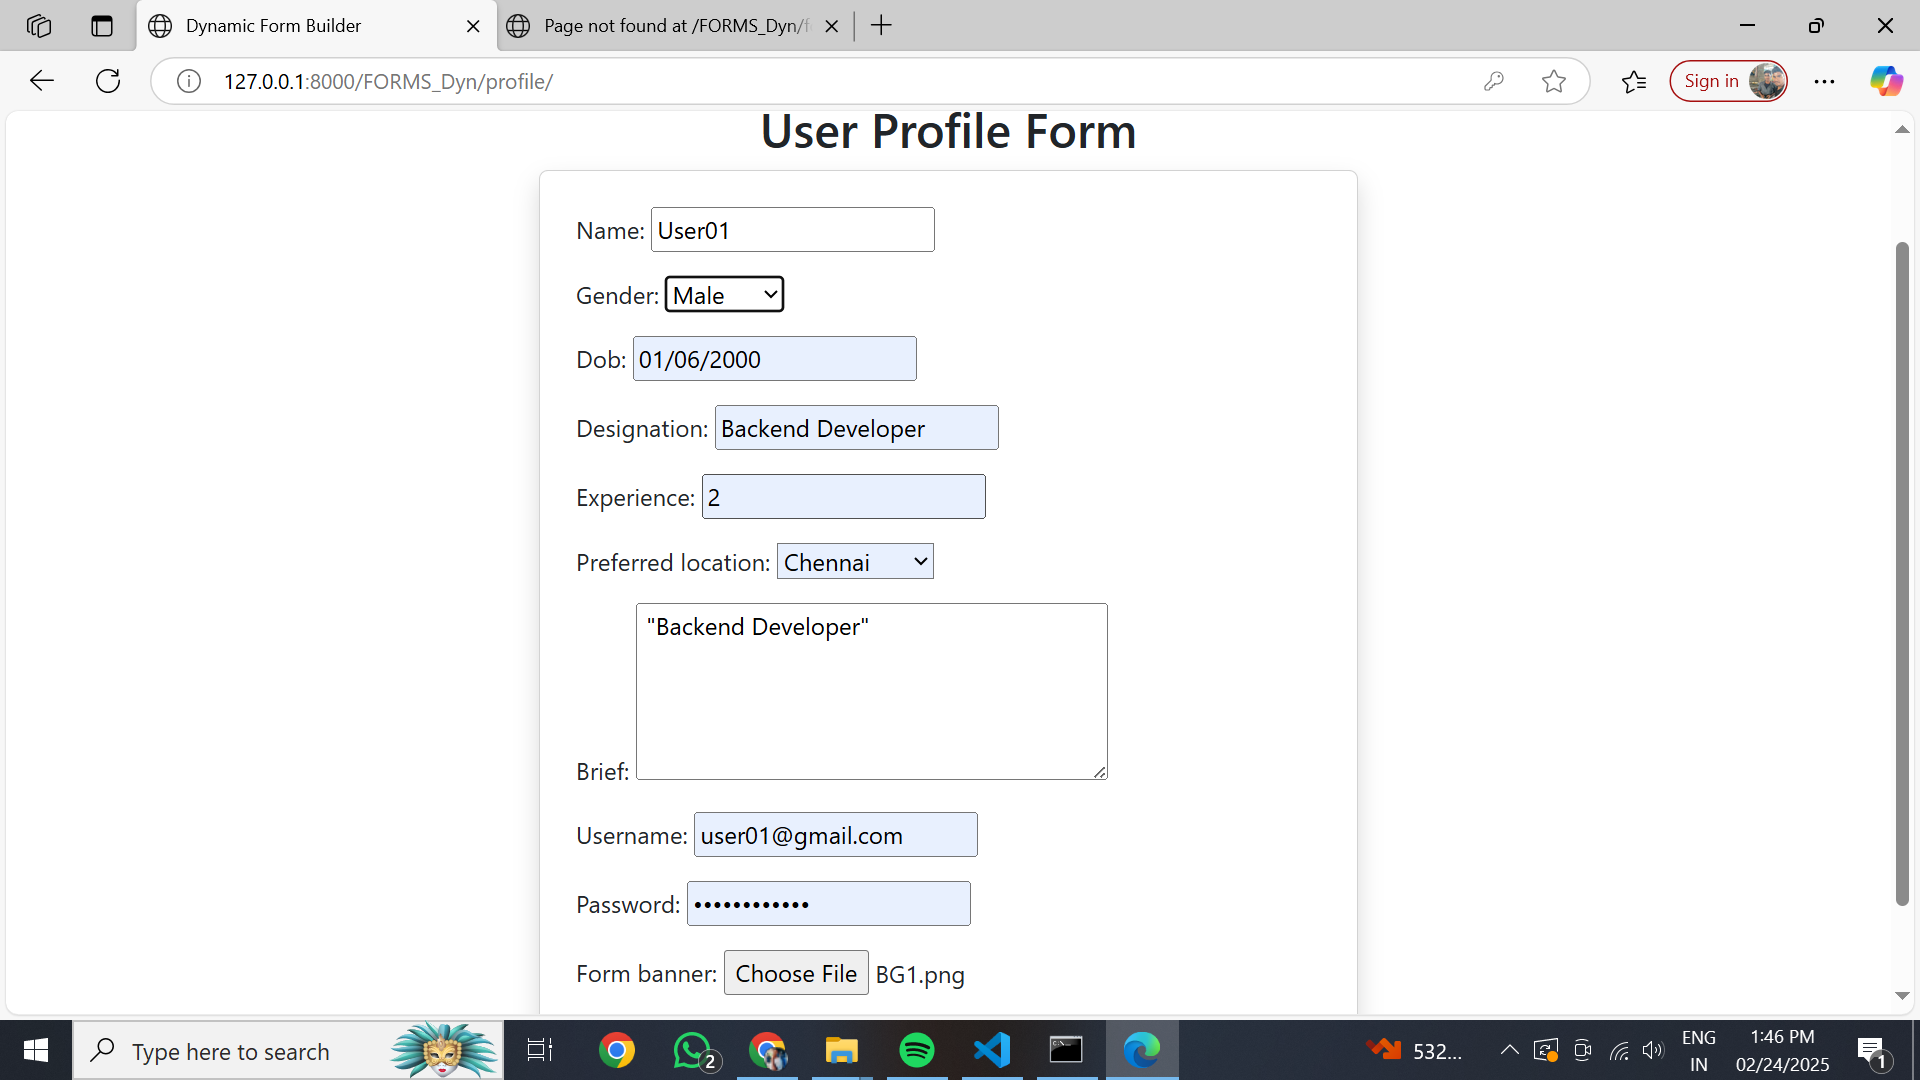 Dynamic Form Builder
Page not found at /FORMS_Dyn/f
127.0.0.1:8000/FORMS_Dyn/profile/
Sign in
User Profile Form
Name: User01
Gender: Male
Dob: 01/06/2000
Designation: Backend Developer
Experience: 2
Preferred location: Chennai
"Backend Developer"
Brief:
Username: user01@gmail.com
Password: ••••••••••••
Form banner: Choose File BG1.png
Type here to search
2
532...
ENG
IN
1:46 PM
02/24/2025
1